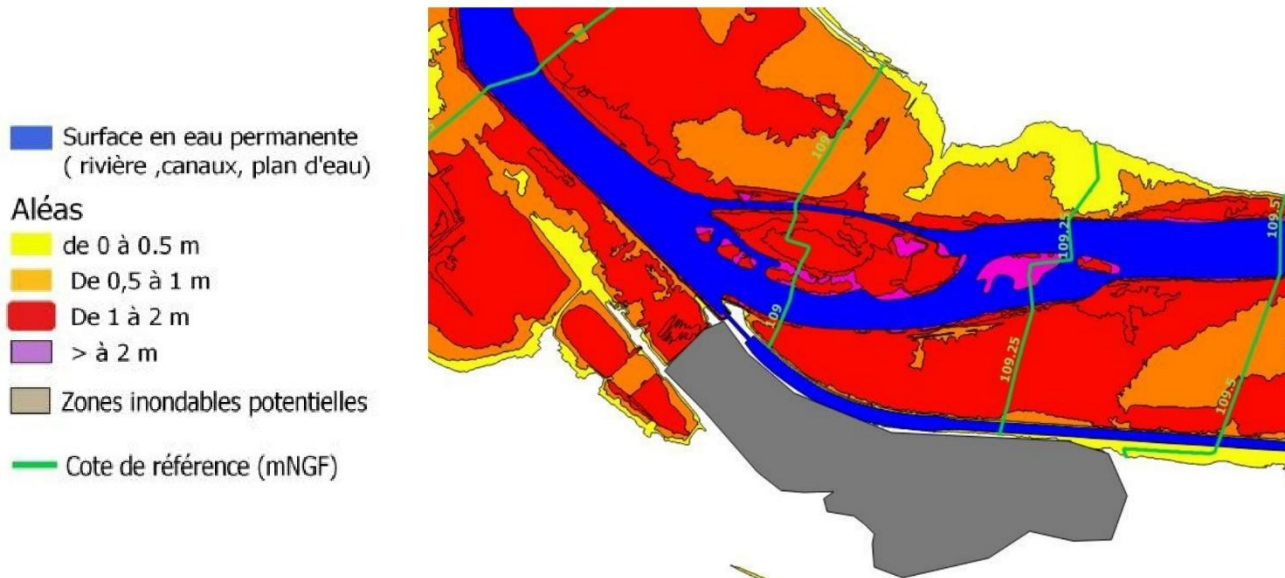 Surface en eau permanente
( rivière ,canaux, plan d'eau)
Aléas
de 0 à 0.5 m
De 0,5 à 1 m
De 1 à 2 m
> à 2 m
Zones inondables potentielles
Cote de référence (mNGF)
109
109.25
109.5
109
109.25
109.5